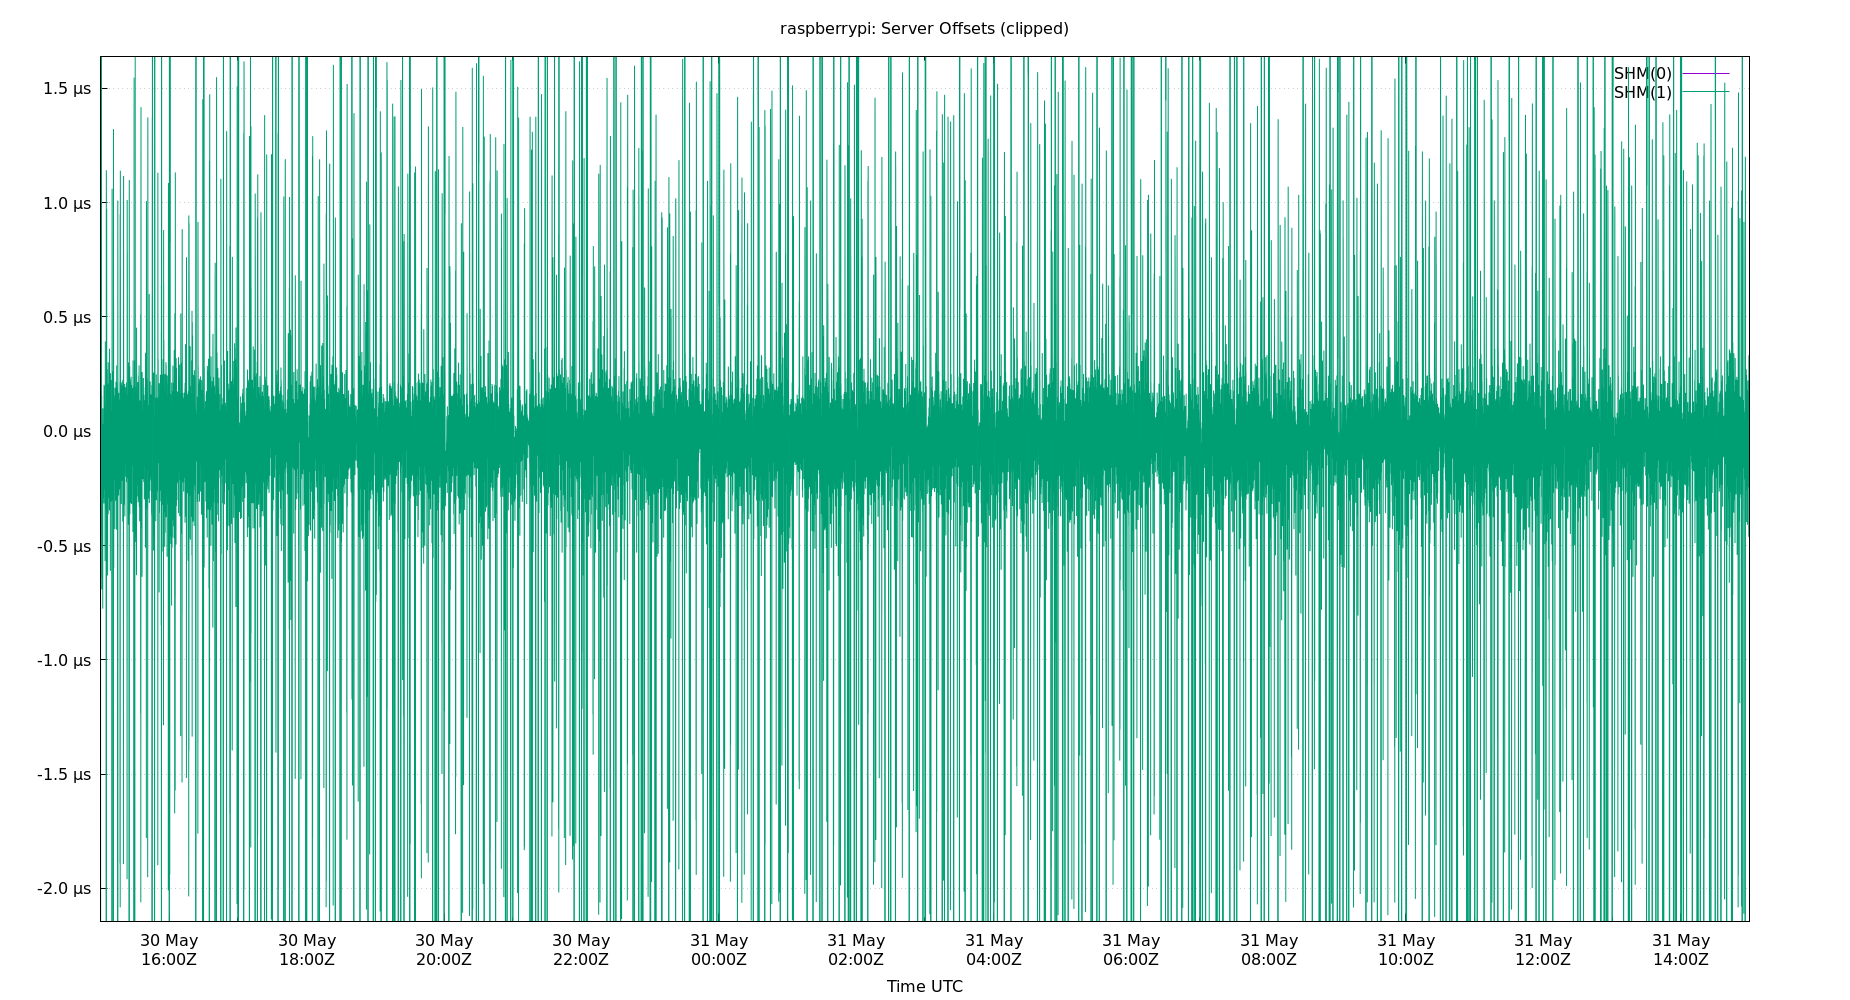 raspberrypi: Server Offsets (clipped)
SHM(0)
SHM(1)
1.5 µs
1.0 µs
0.5 µs
0.0 µs
-0.5 µs
-1.0 µs
-1.5 µs
-2.0 µs
30 May 30 May 30 May 30 May 31 May 31 May 31 May 31 May 31 May 31 May 31 May 31 May
16:00Z 18:00Z 20:00Z 22:00Z 00:00Z 02:00Z 04:00Z 06:00Z 08:00Z 10:00Z 12:00Z 14:00Z
Time UTC